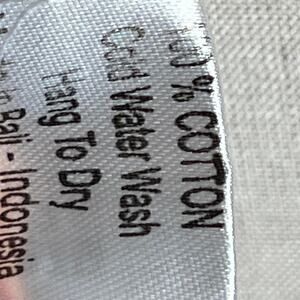 % COTTON
Cold Water Wash
Hang To Dry
Bali - Indonesia